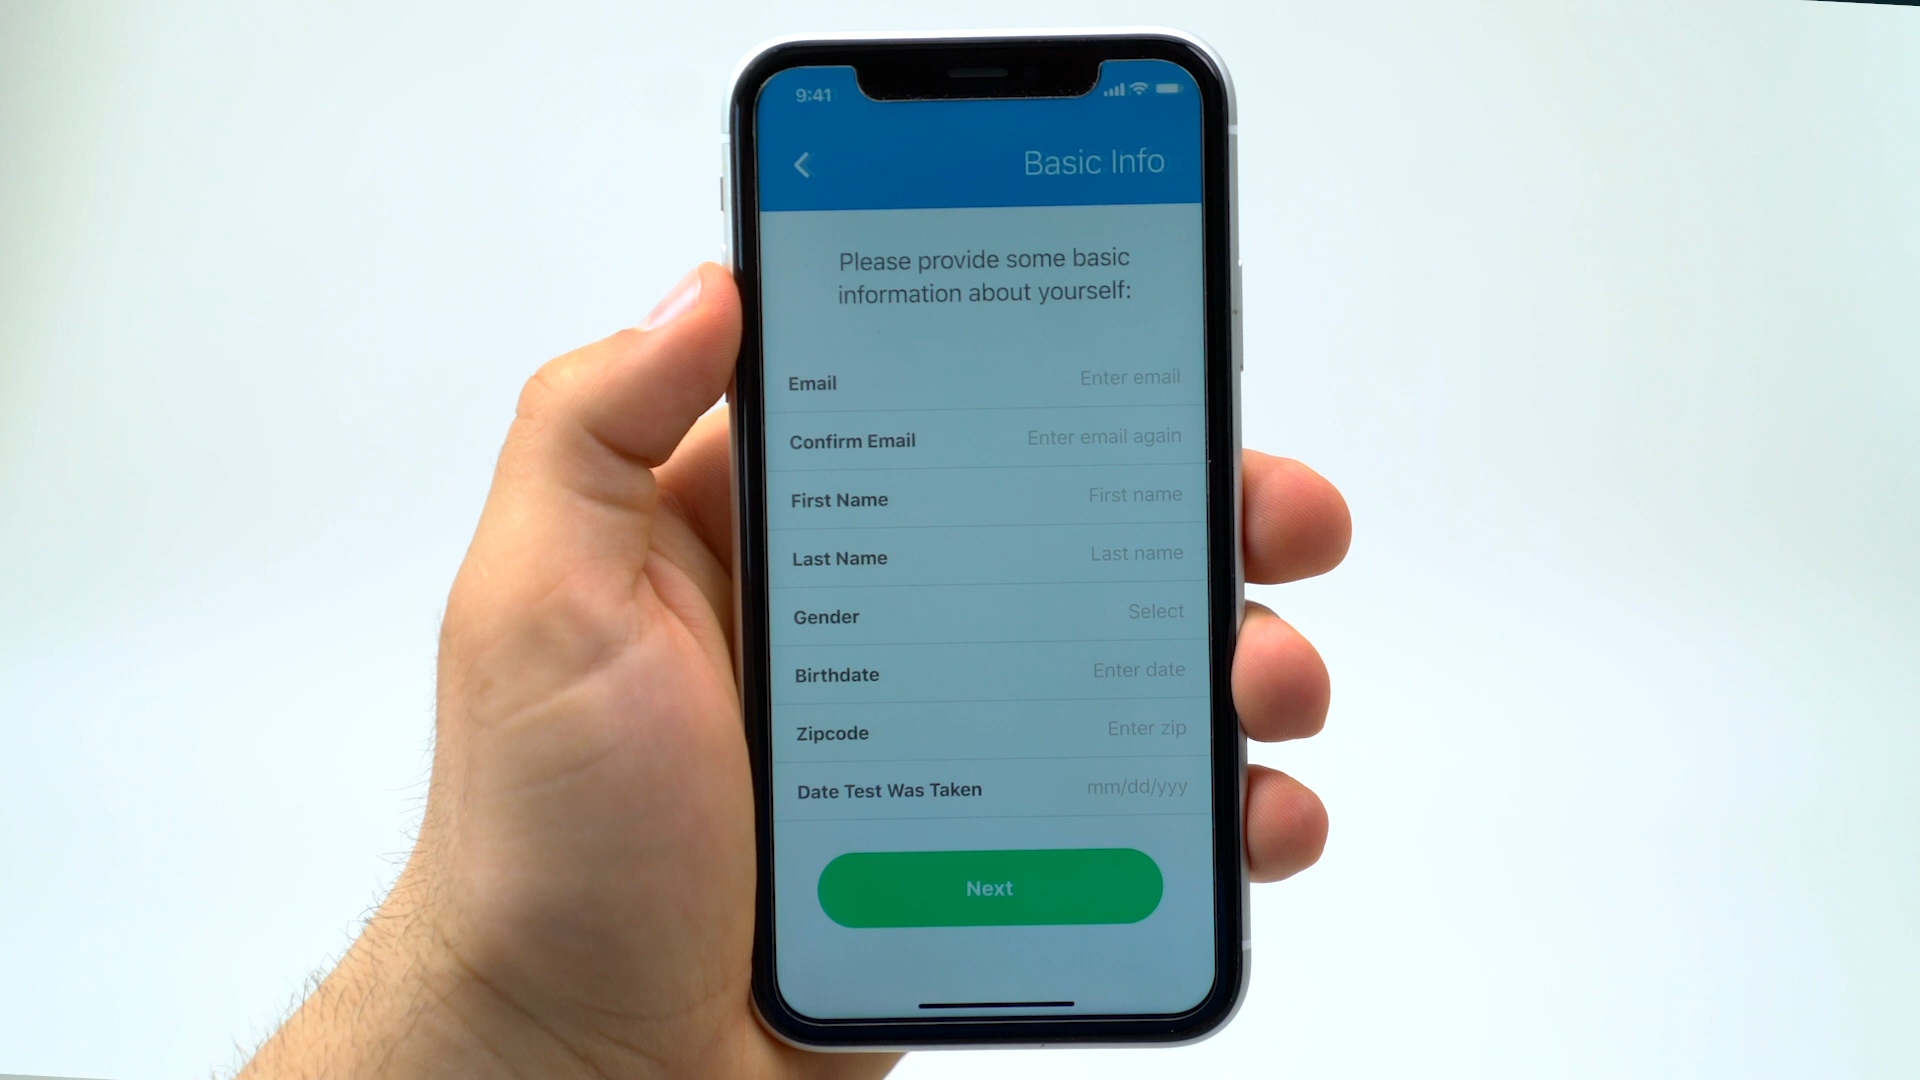 9:41
Basic Info
Please provide some basic
information about yourself:
Email Enter email
Confirm Email Enter email again
First Name First name
Last Name Last name
Gender Select
Birthdate Enter date
Zipcode Enter zip
Date Test Was Taken mm/dd/yyy
Next